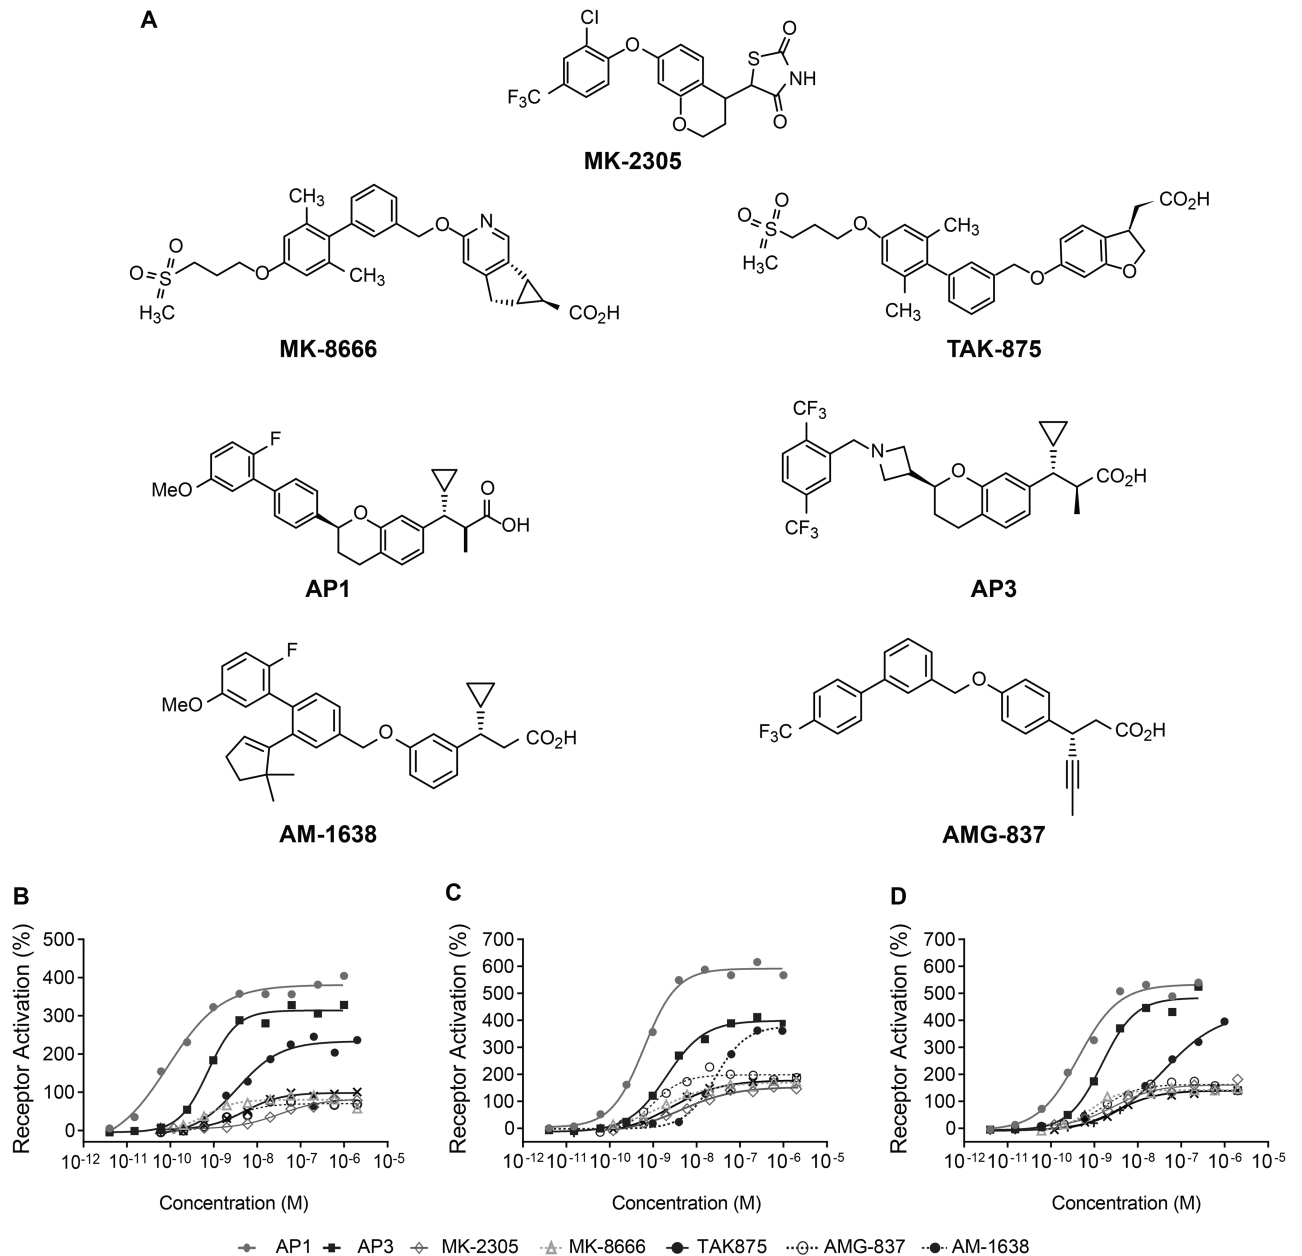 A
Cl
O
O
S
NH
F₃C
O
O
MK-2305
CH₃
O
N
O
O
S
O
CH₃
H₃C
CO₂H
MK-8666
CO₂H
O
O
S
O
CH₃
H₃C
O
O
CH₃
TAK-875
F
MeO
O
O
OH
AP1
CF₃
N
O
CO₂H
CF₃
AP3
F
MeO
O
CO₂H
AM-1638
O
F₃C
CO₂H
AMG-837
B
Receptor Activation (%)
500
400
300
200
100
0
10⁻¹² 10⁻¹¹ 10⁻¹⁰ 10⁻⁹ 10⁻⁸ 10⁻⁷ 10⁻⁶ 10⁻⁵
Concentration (M)
C
Receptor Activation (%)
700
600
500
400
300
200
100
0
10⁻¹² 10⁻¹¹ 10⁻¹⁰ 10⁻⁹ 10⁻⁸ 10⁻⁷ 10⁻⁶ 10⁻⁵
Concentration (M)
D
Receptor Activation (%)
700
600
500
400
300
200
100
0
10⁻¹² 10⁻¹¹ 10⁻¹⁰ 10⁻⁹ 10⁻⁸ 10⁻⁷ 10⁻⁶ 10⁻⁵
Concentration (M)
AP1 AP3 MK-2305 MK-8666 TAK875 AMG-837 AM-1638